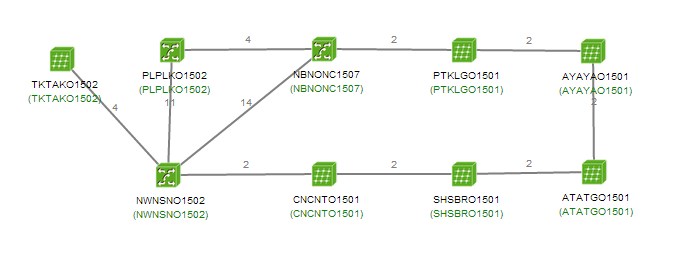 4
2
2
TKTAKO1502
(TKTAKO1502)
PLPLKO1502
(PLPLKO1502)
NBNONC1507
(NBNONC1507)
PTKLGO1501
(PTKLGO1501)
AYAYAO1501
(AYAYAO1501)
4
11
14
2
2
2
2
NWNSNO1502
(NWNSNO1502)
CNCNTO1501
(CNCNTO1501)
SHSBRO1501
(SHSBRO1501)
ATATGO1501
(ATATGO1501)